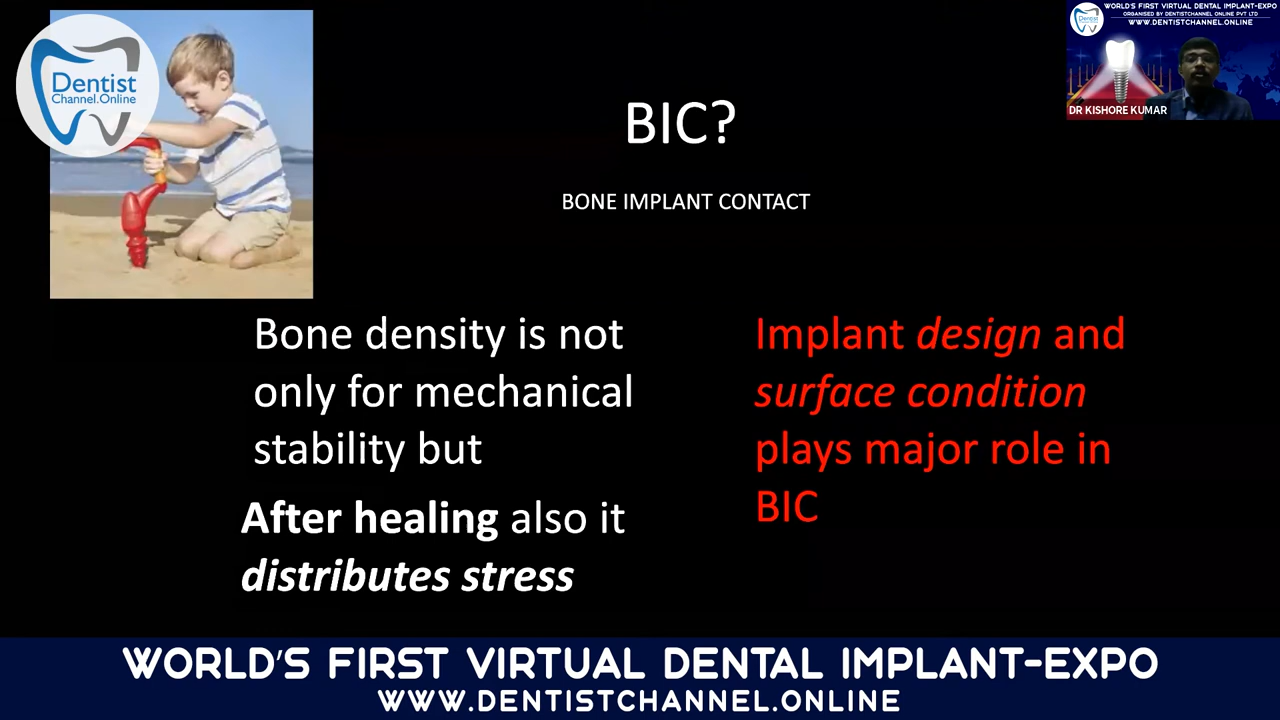 Dentist
Channel.Online
BIC?
BONE IMPLANT CONTACT
Bone density is not
only for mechanical
stability but
After healing also it
distributes stress
Implant design and
surface condition
plays major role in
BIC
WORLD'S FIRST VIRTUAL DENTAL IMPLANT-EXPO
ORGANISED BY DENTISTCHANNEL ONLINE PVT LTD
WWW.DENTISTCHANNEL.ONLINE
DR KISHORE KUMAR
WORLD'S FIRST VIRTUAL DENTAL IMPLANT-EXPO
WWW.DENTISTCHANNEL.ONLINE